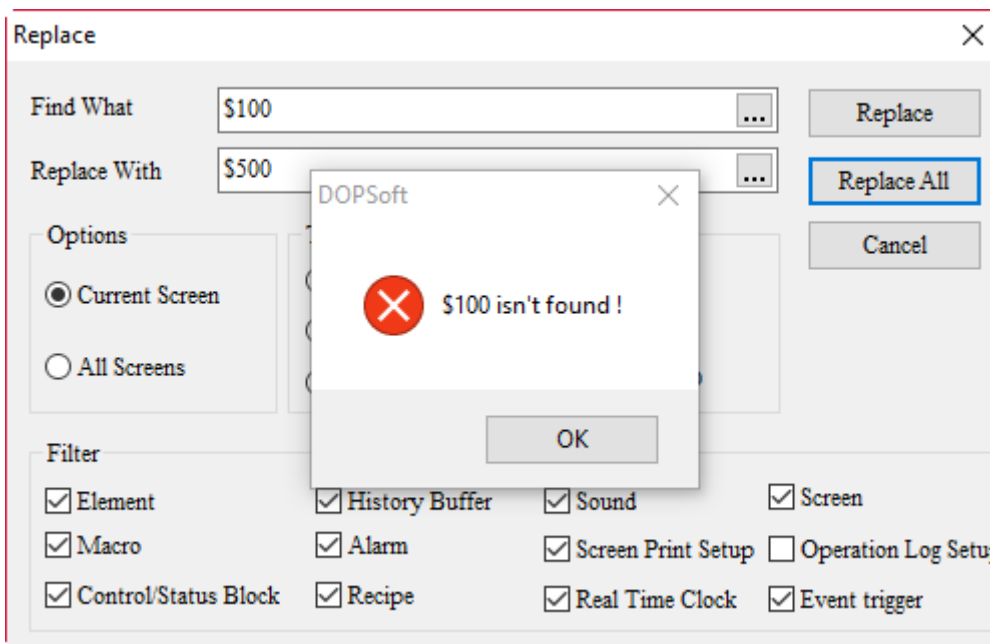 Replace
Find What
$100
...
Replace
Replace With
$500
...
Replace All
DOPSoft
Options
Cancel
Current Screen
$100 isn't found !
All Screens
OK
Filter
Element
History Buffer
Sound
Screen
Macro
Alarm
Screen Print Setup
Operation Log Setu
Control/Status Block
Recipe
Real Time Clock
Event trigger